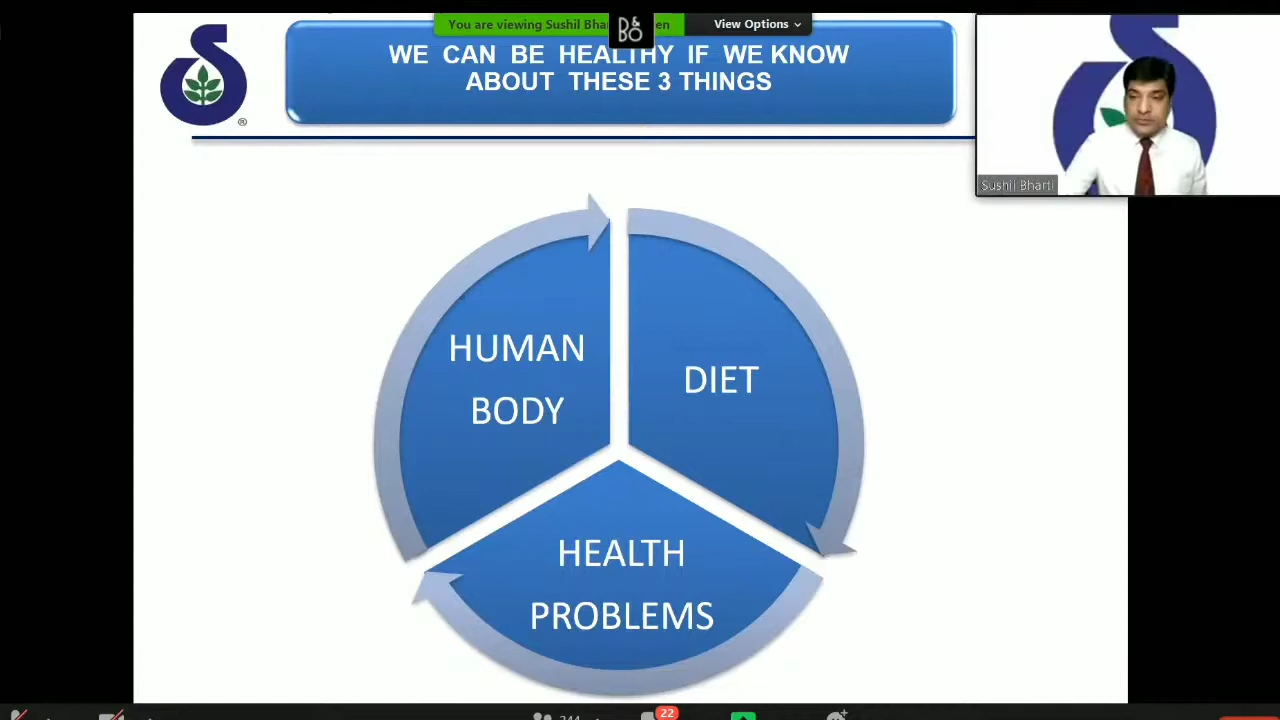 You are viewing Sushil Bha
en
B&O
View Options
WE CAN BE HEALTHY IF WE KNOW
ABOUT THESE 3 THINGS
®
Sushil Bharti
HUMAN
BODY
DIET
HEALTH
PROBLEMS
22